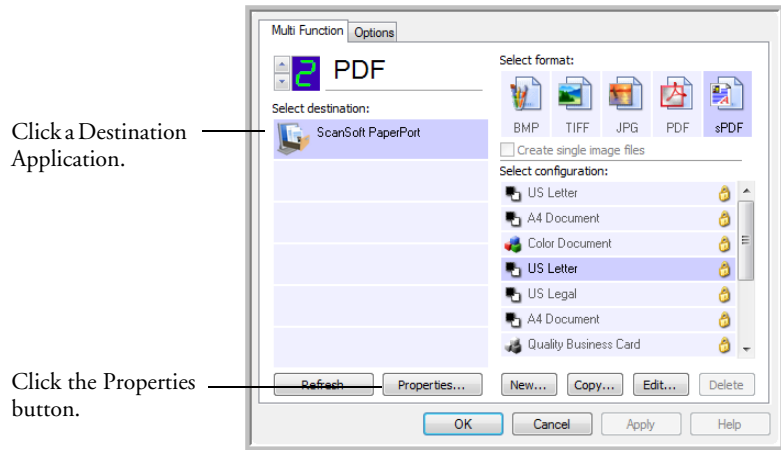 Multi Function
Options
2
PDF
Select destination:
ScanSoft PaperPort
Click a Destination
Application.
Select format:
BMP
TIFF
JPG
PDF
sPDF
Create single image files
Select configuration:
US Letter
A4 Document
Color Document
US Letter
US Legal
A4 Document
Quality Business Card
Click the Properties
button.
Refresh
Properties...
New...
Copy...
Edit...
Delete
OK
Cancel
Apply
Help